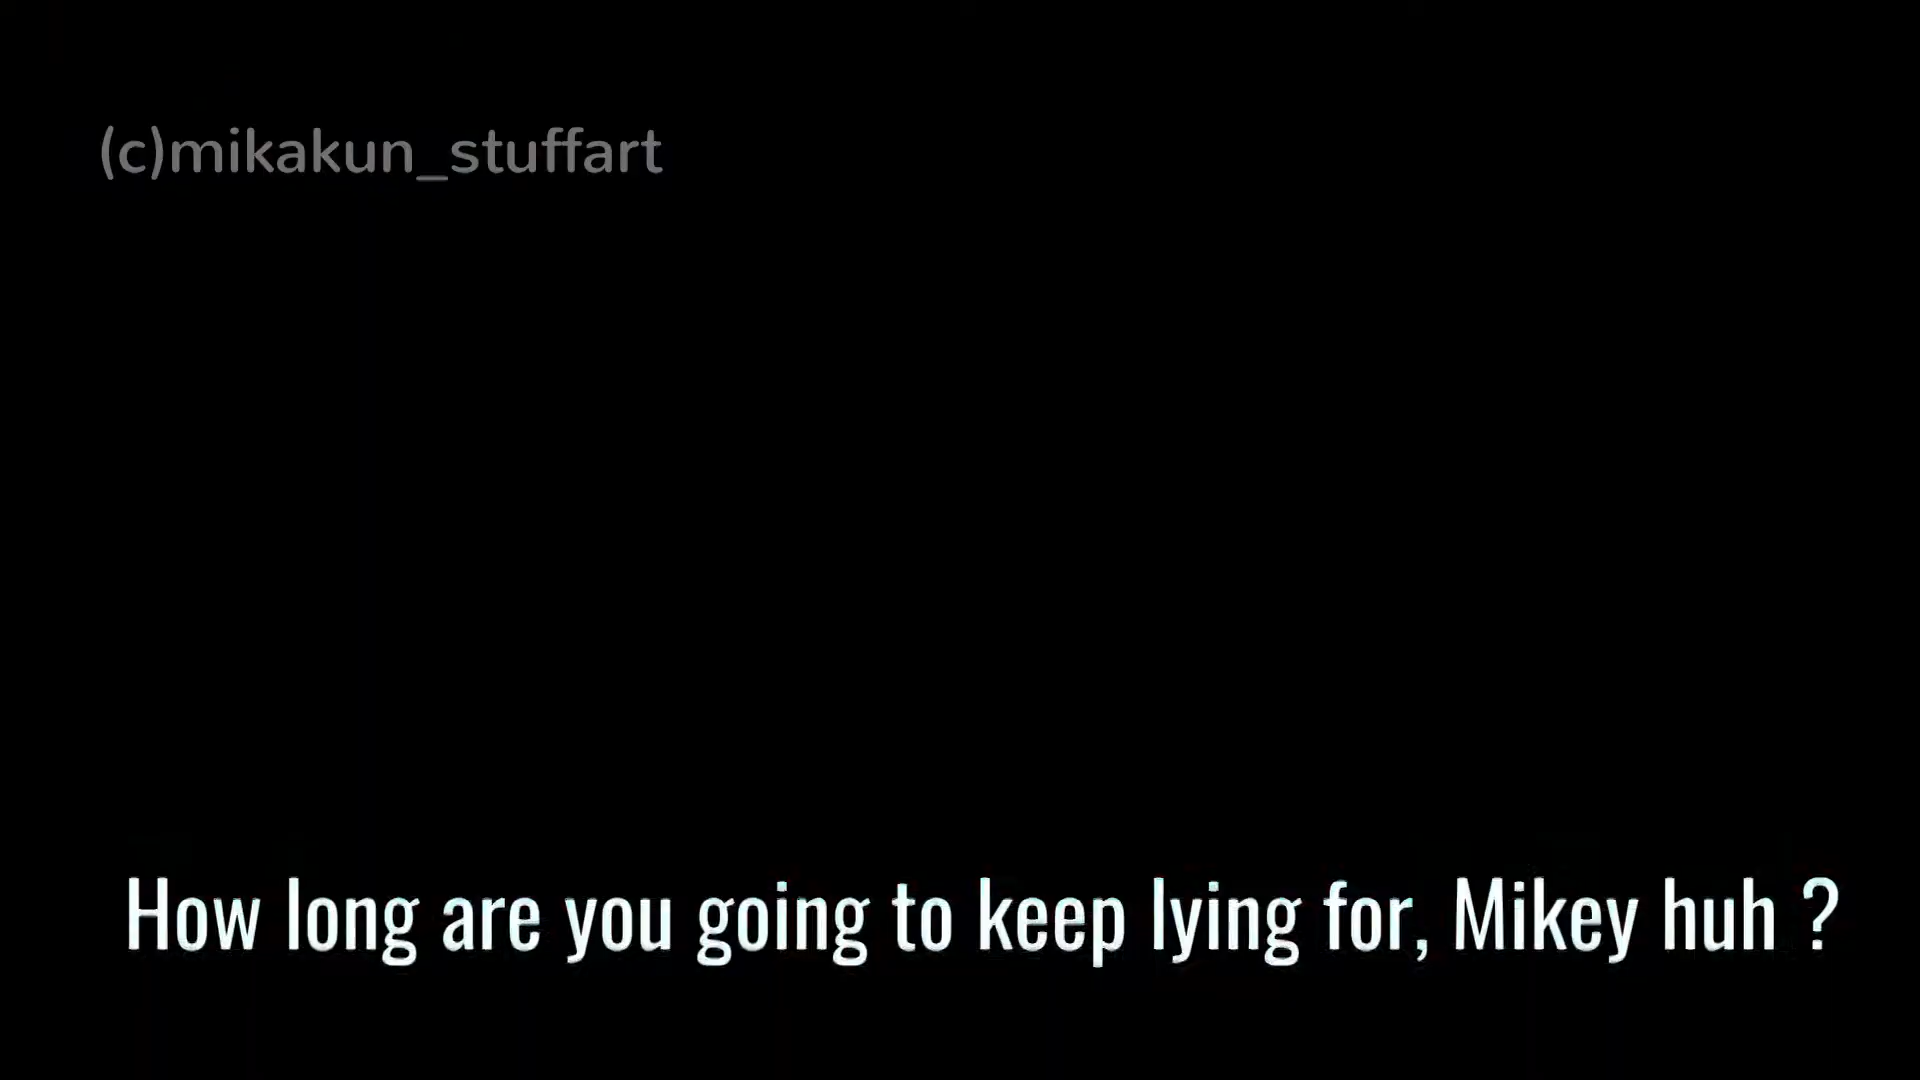 (c)mikakun_stuffart
How long are you going to keep lying for, Mikey huh ?